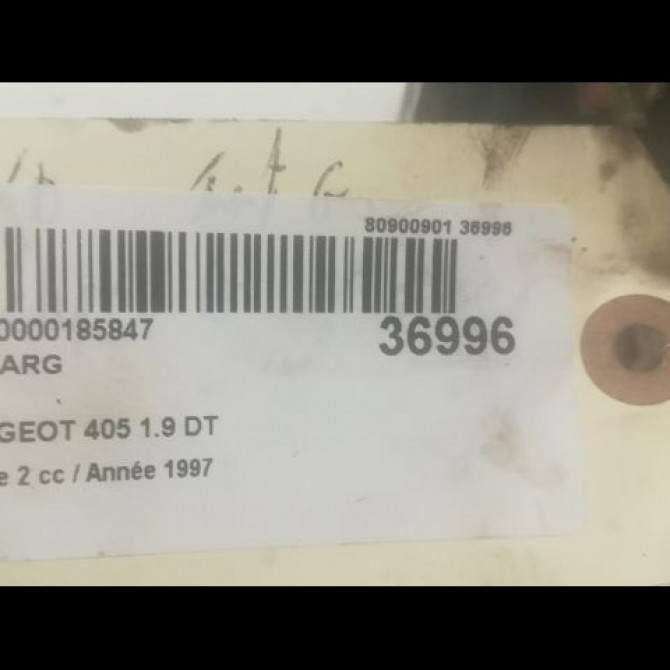 80900901 36996
0000185847
36996
ARG
GEOT 405 1.9 DT
e 2 cc / Année 1997